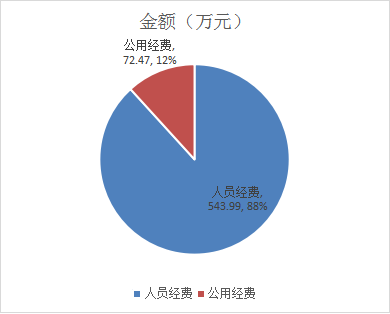 金额（万元）
公用经费,
72.47, 12%
人员经费,
543.99, 88%
人员经费 公用经费